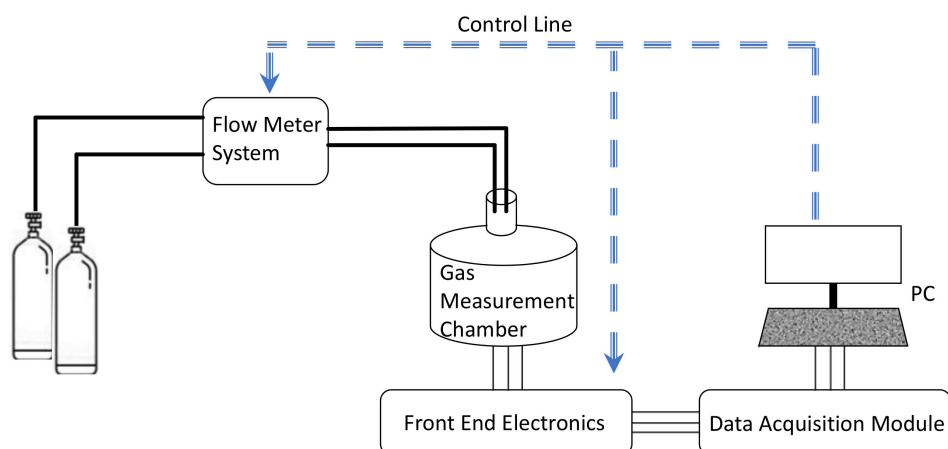 Control Line
Flow Meter
System
Gas
Measurement
Chamber
PC
Front End Electronics
Data Acquisition Module